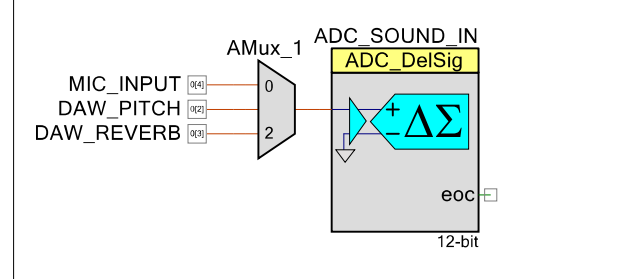 ADC_SOUND_IN
AMux_1
ADC_DelSig
MIC_INPUT 0[4] 0
DAW_PITCH 0[2]
+
ΔΣ
−
DAW_REVERB 0[3] 2
eoc
12-bit